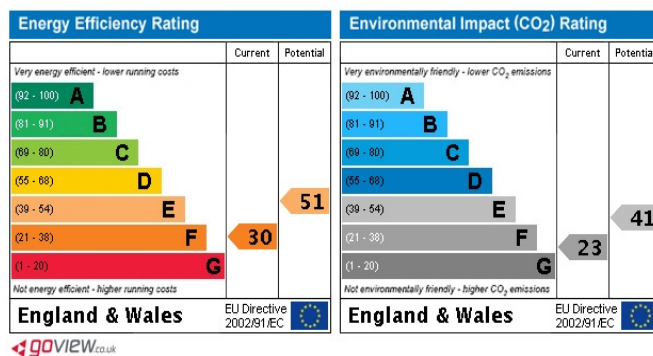 Energy Efficiency Rating
Current Potential
Very energy efficient - lower running costs
(92 - 100) A
(81 - 91) B
(69 - 80) C
(55 - 68) D
(39 - 54) E
(21 - 38) F
(1 - 20) G
51
30
Not energy efficient - higher running costs
England & Wales
EU Directive
2002/91/EC
Environmental Impact (CO2) Rating
Current Potential
Very environmentally friendly - lower CO2 emissions
(92 - 100) A
(81 - 91) B
(69 - 80) C
(55 - 68) D
(39 - 54) E
(21 - 38) F
(1 - 20) G
41
23
Not environmentally friendly - higher CO2 emissions
England & Wales
EU Directive
2002/91/EC
goview.co.uk